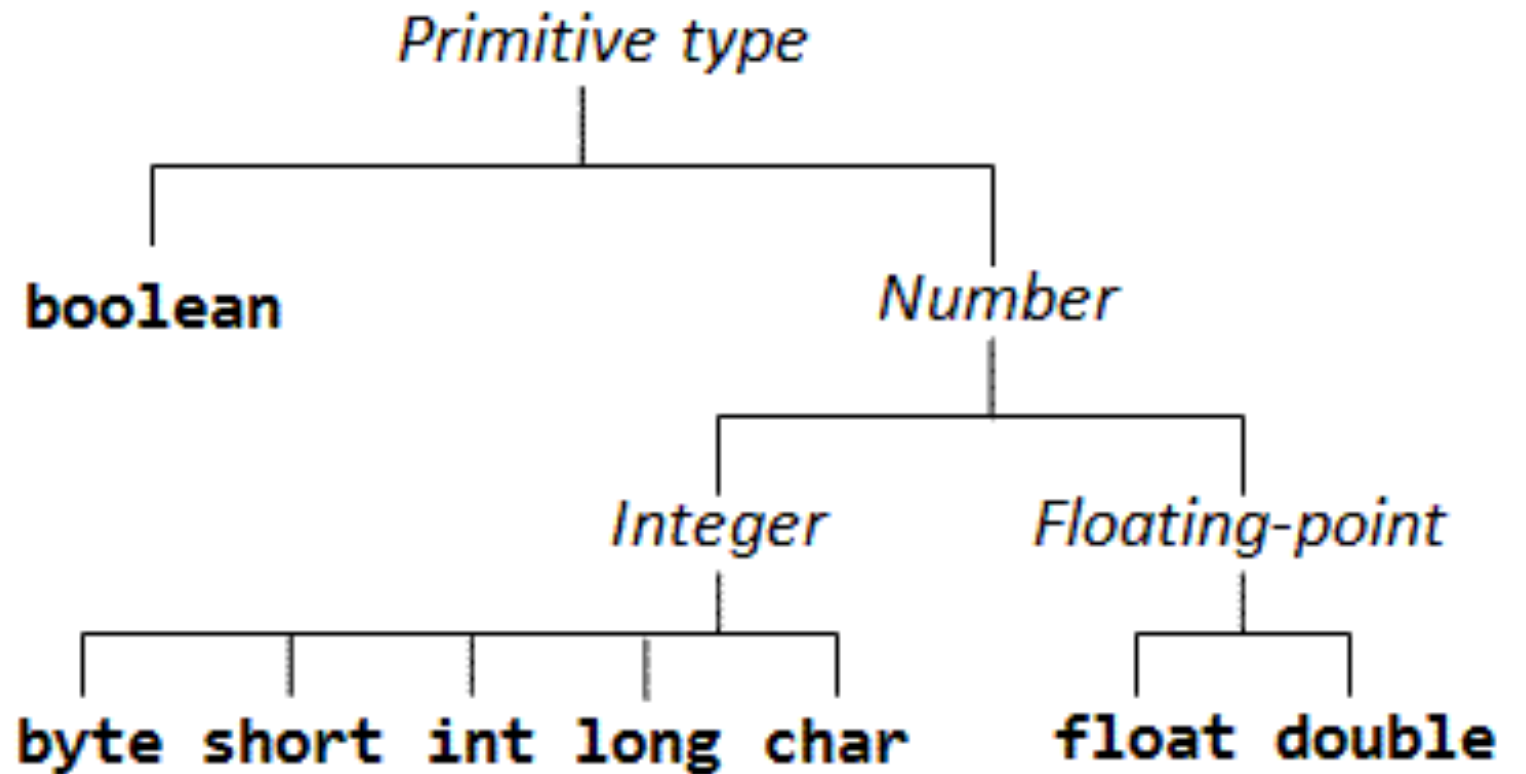 Primitive type
boolean
Number
Integer
Floating-point
byte short int long char
float double